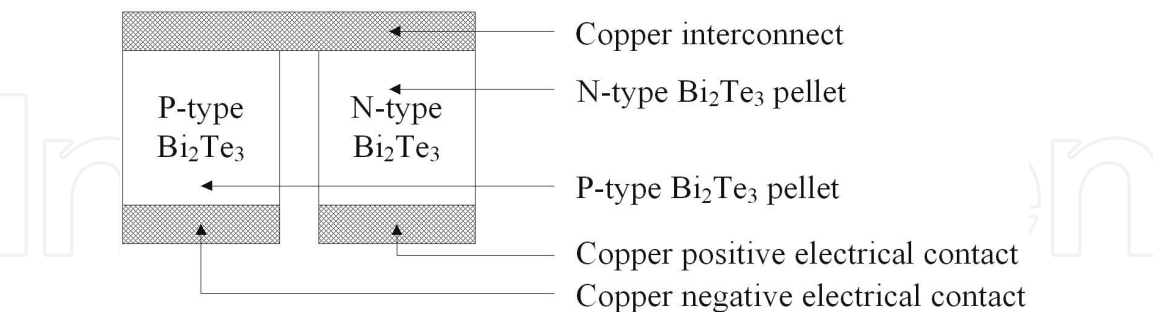 Copper interconnect
P-type
Bi₂Te₃
N-type
Bi₂Te₃
N-type Bi₂Te₃ pellet
P-type Bi₂Te₃ pellet
Copper positive electrical contact
Copper negative electrical contact